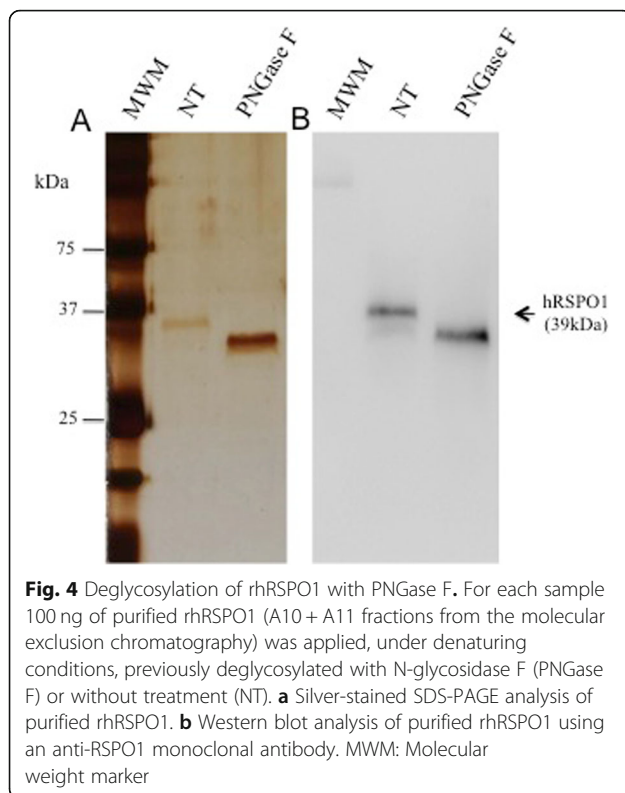 MWM NT PNGase F MWM NT PNGase F
A B
kDa
75
37
hRSPO1
(39kDa)
25
Fig. 4 Deglycosylation of rhRSPO1 with PNGase F. For each sample
100 ng of purified rhRSPO1 (A10 + A11 fractions from the molecular
exclusion chromatography) was applied, under denaturing
conditions, previously deglycosylated with N-glycosidase F (PNGase
F) or without treatment (NT). a Silver-stained SDS-PAGE analysis of
purified rhRSPO1. b Western blot analysis of purified rhRSPO1 using
an anti-RSPO1 monoclonal antibody. MWM: Molecular
weight marker